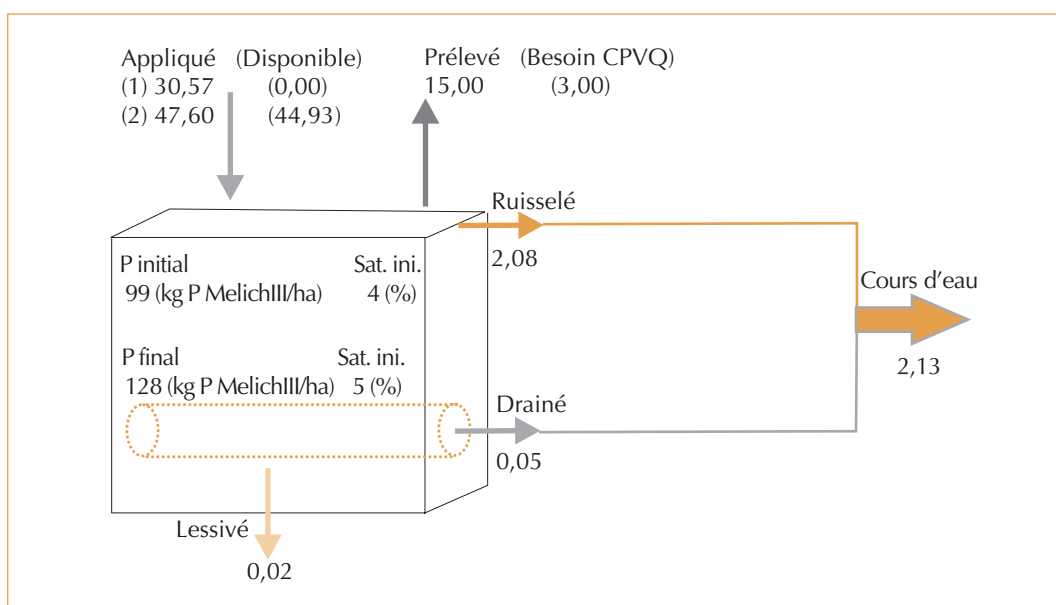 Appliqué (Disponible)
(1) 30,57 (0,00)
(2) 47,60 (44,93)
Prélevé (Besoin CPVQ)
15,00 (3,00)
Ruisselé
2,08
P initial Sat. ini.
99 (kg P MelichIII/ha) 4 (%)
Cours d'eau
2,13
P final Sat. ini.
128 (kg P MelichIII/ha) 5 (%)
Drainé
0,05
Lessivé
0,02